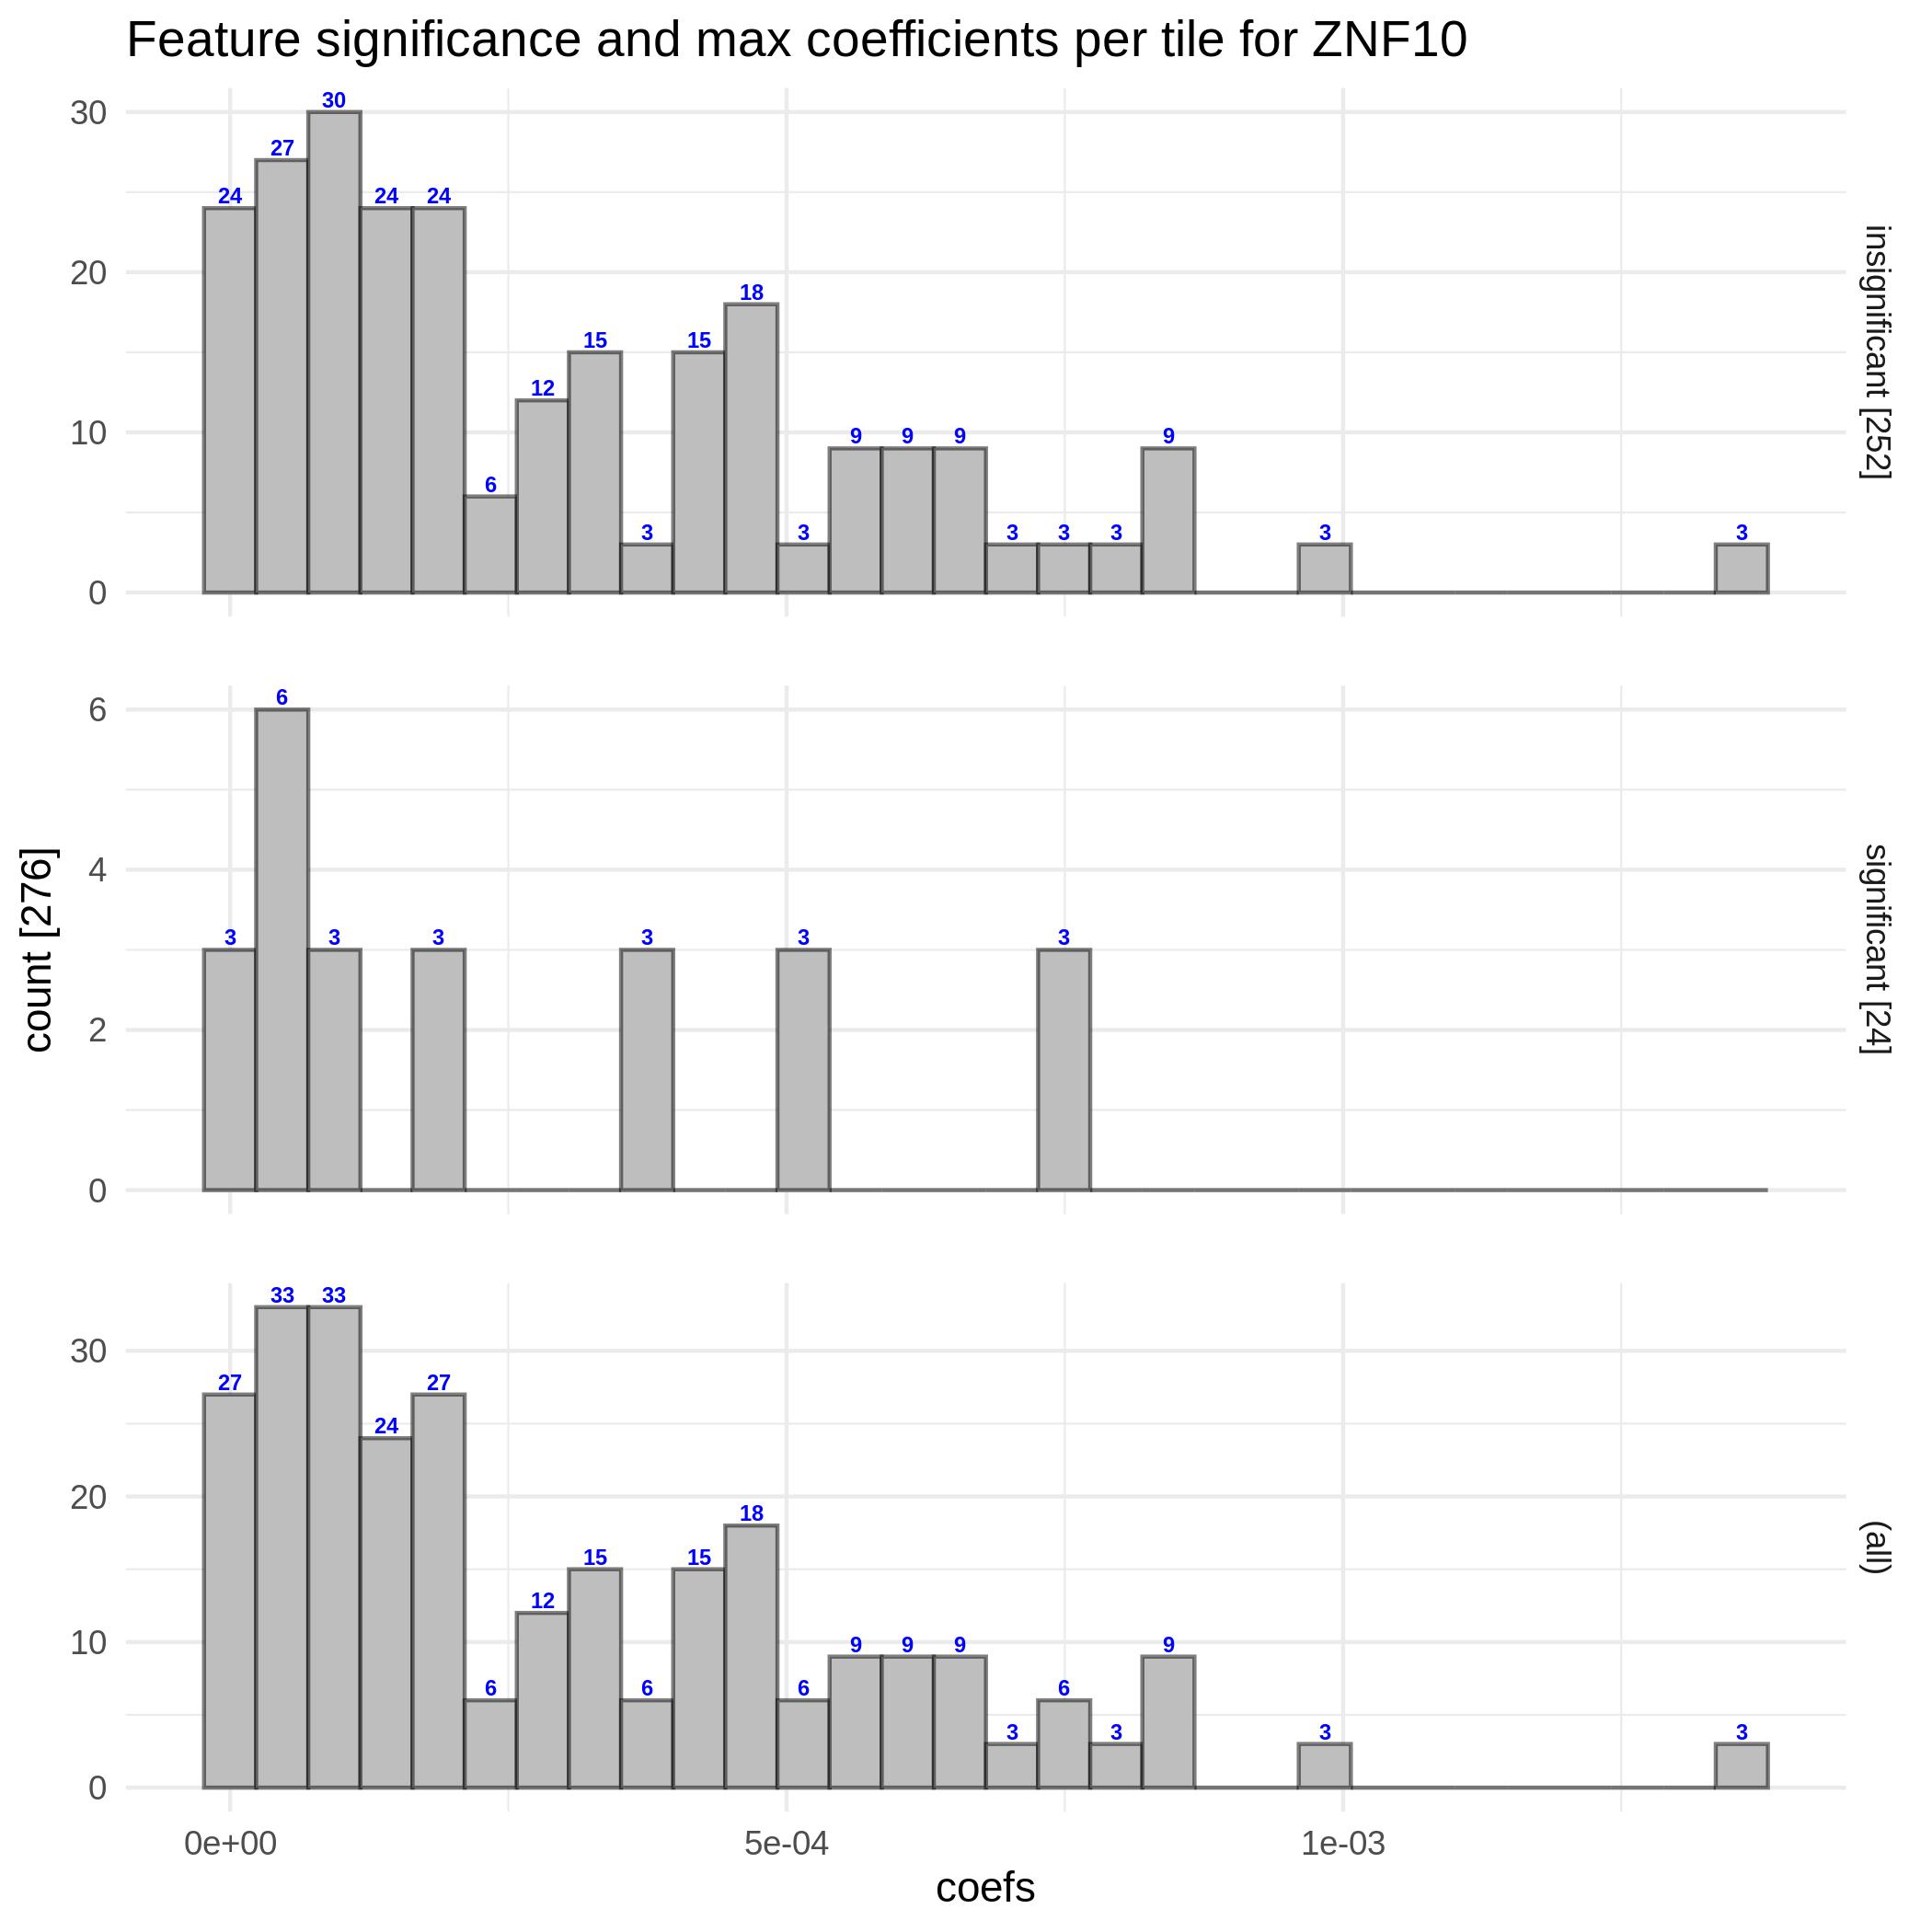 Feature significance and max coefficients per tile for ZNF10
30
20
10
0
24 27 30 24 24 6 12 15 3 15 18 3 9 9 9 3 3 3 9 3 3
insignificant [252]
count [276]
6
4
2
0
3 6 3 3 3 3 3
significant [24]
30
20
10
0
27 33 33 24 27 6 12 15 6 15 18 6 9 9 9 3 6 3 9 3 3
(all)
0e+00 5e-04 1e-03
coefs